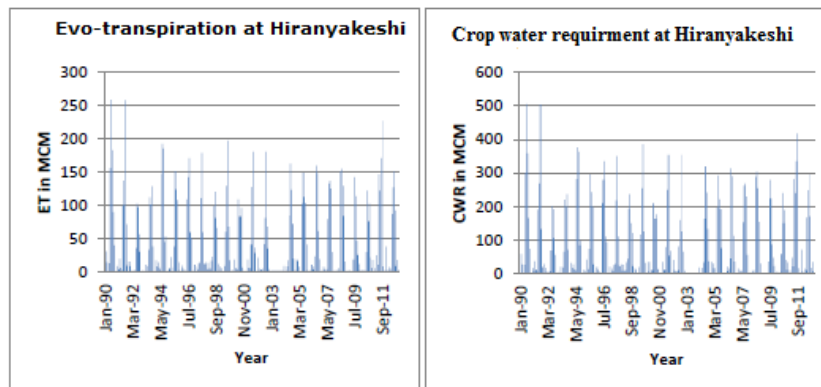 Evo-transpiration at Hiranyakeshi
300
250
200
150
100
50
0
ET in MCM
Jan-90
Mar-92
May-94
Jul-96
Sep-98
Nov-00
Jan-03
Mar-05
May-07
Jul-09
Sep-11
Year
Crop water requirment at Hiranyakeshi
600
500
400
300
200
100
0
CWR in MCM
Jan-90
Mar-92
May-94
Jul-96
Sep-98
Nov-00
Jan-03
Mar-05
May-07
Jul-09
Sep-11
Year